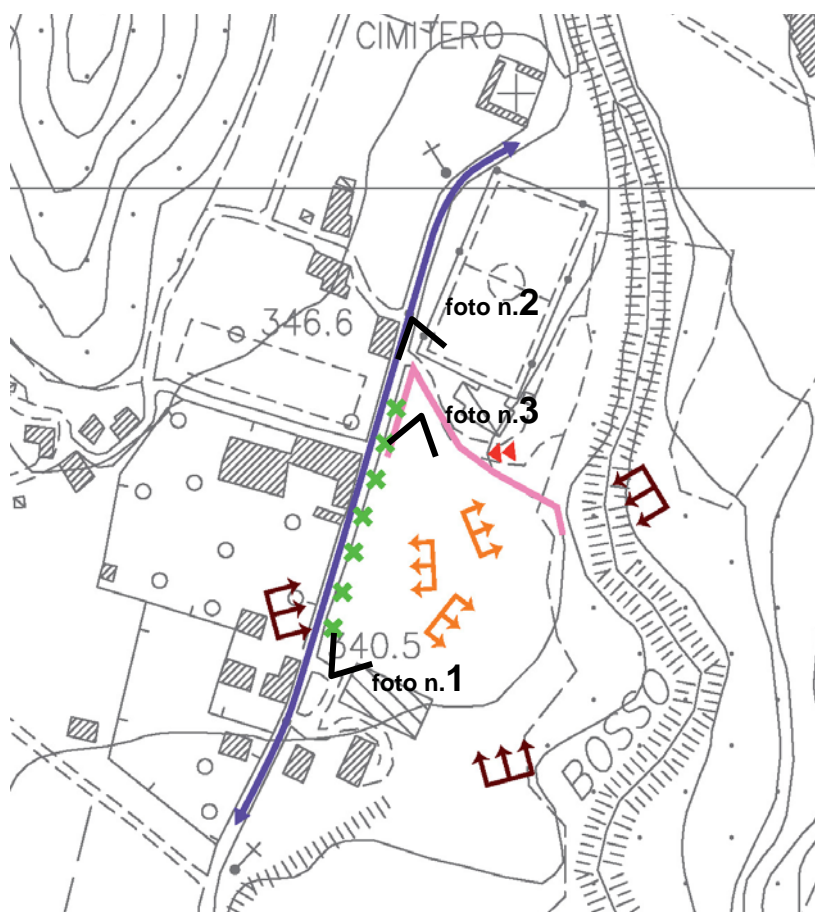 CIMITERO
foto n.2
346.6
foto n.3
340.5
foto n.1
BOSSO